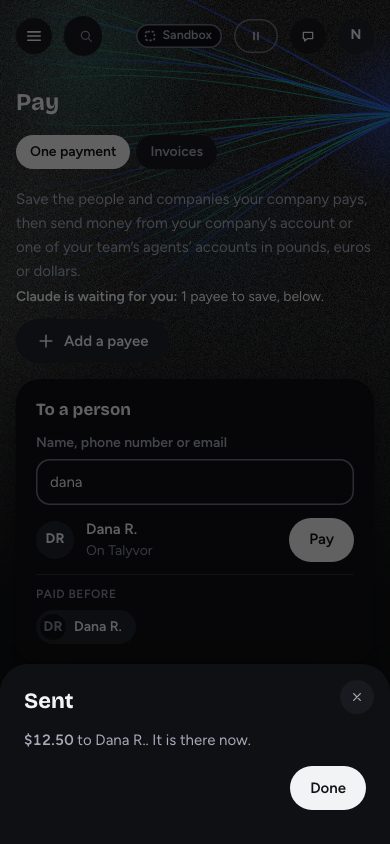 Sandbox
N
Pay
One payment
Invoices
Save the people and companies your company pays,
then send money from your company's account or
one of your team's agents' accounts in pounds, euros
or dollars.
Claude is waiting for you: 1 payee to save, below.
Add a payee
To a person
Name, phone number or email
dana
DR
Dana R.
On Talyvor
Pay
PAID BEFORE
DR Dana R.
Sent
$12.50 to Dana R.. It is there now.
Done